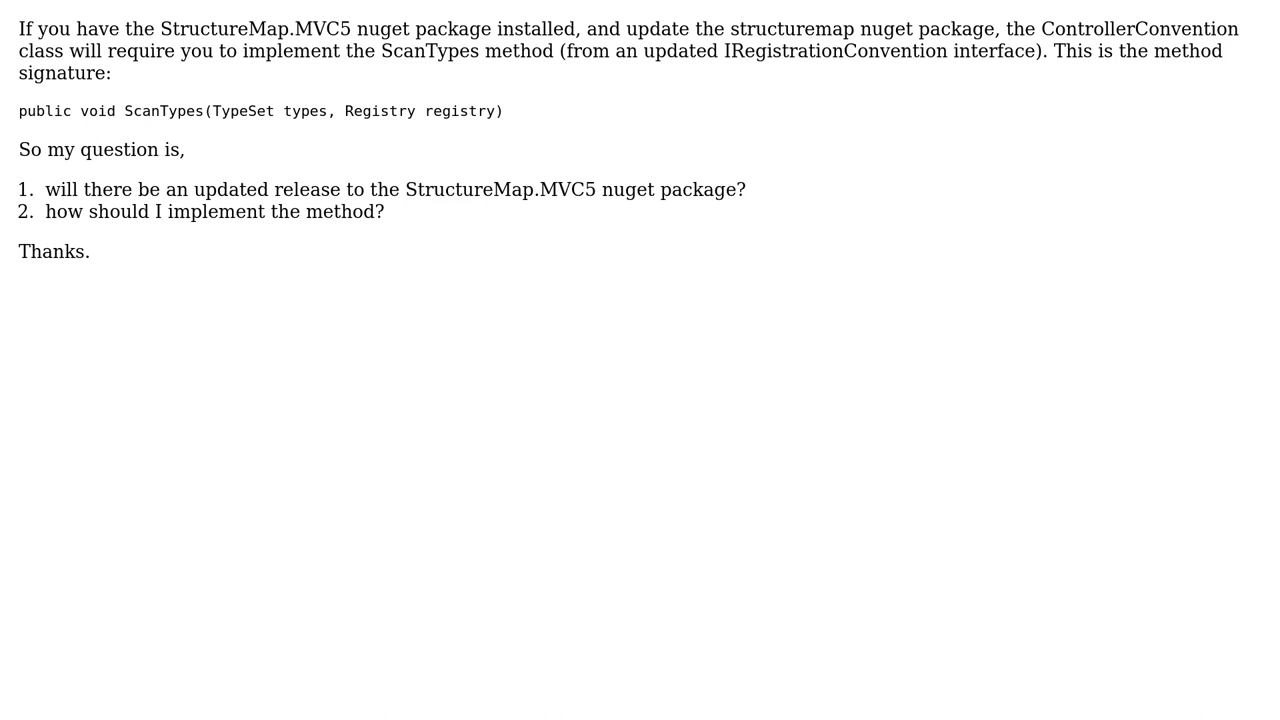 If you have the StructureMap.MVC5 nuget package installed, and update the structuremap nuget package, the ControllerConvention
class will require you to implement the ScanTypes method (from an updated IRegistrationConvention interface). This is the method
signature:
public void ScanTypes(TypeSet types, Registry registry)
So my question is,
1. will there be an updated release to the StructureMap.MVC5 nuget package?
2. how should I implement the method?
Thanks.